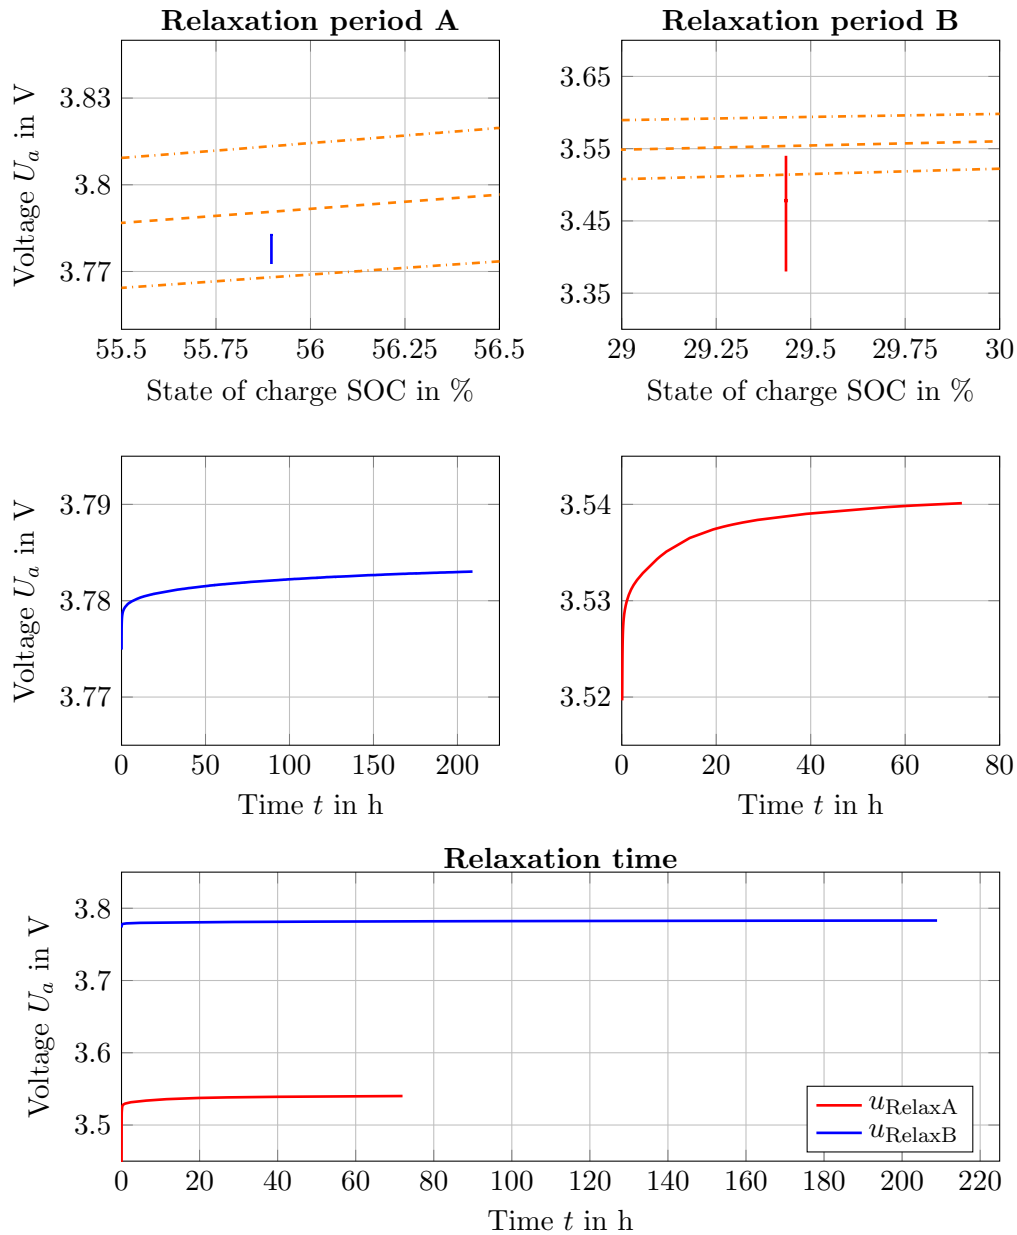 Relaxation period A
Relaxation period B
Voltage U_a in V
3.83
3.8
3.77
55.5 55.75 56 56.25 56.5
State of charge SOC in %
3.65
3.55
3.45
3.35
29 29.25 29.5 29.75 30
State of charge SOC in %
Voltage U_a in V
3.79
3.78
3.77
0 50 100 150 200
Time t in h
3.54
3.53
3.52
0 20 40 60 80
Time t in h
Relaxation time
Voltage U_a in V
3.8
3.7
3.6
3.5
0 20 40 60 80 100 120 140 160 180 200 220
Time t in h
u_RelaxA
u_RelaxB